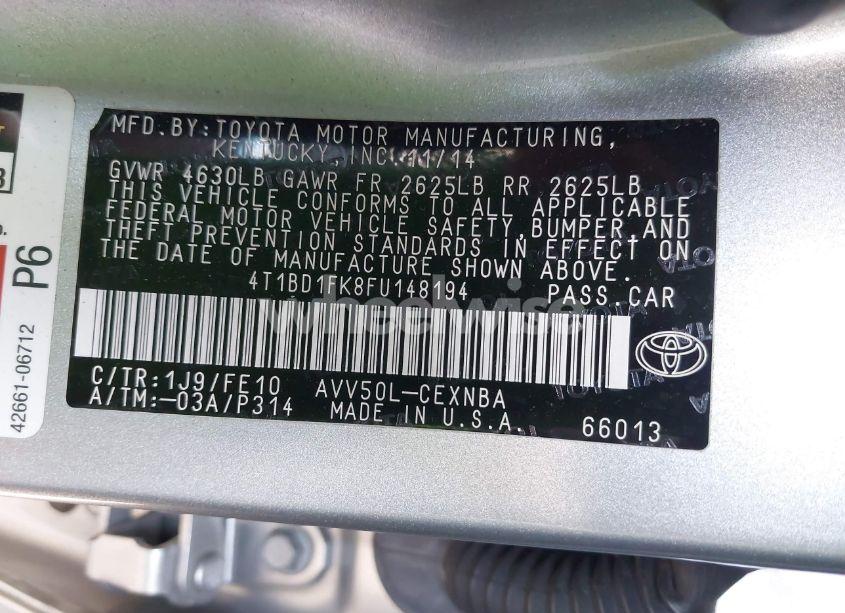 MFD. BY: TOYOTA MOTOR MANUFACTURING,
KENTUCKY, INC. 11/14
GVWR 4630LB GAWR FR 2625LB RR 2625LB
THIS VEHICLE CONFORMS TO ALL APPLICABLE
FEDERAL MOTOR VEHICLE SAFETY, BUMPER, AND
THEFT PREVENTION STANDARDS IN EFFECT ON
THE DATE OF MANUFACTURE SHOWN ABOVE.
4T1BD1FK8FU148194 PASS. CAR
C/TR: 1J9/FE10 AVV50L-CEXNBA
A/TM: -03A/P314 MADE IN U.S.A.
66013
P6
42661-06712
wheelwise
TOYOTA